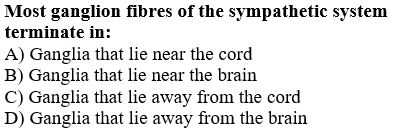 Most ganglion fibres of the sympathetic system
terminate in:
A) Ganglia that lie near the cord
B) Ganglia that lie near the brain
C) Ganglia that lie away from the cord
D) Ganglia that lie away from the brain